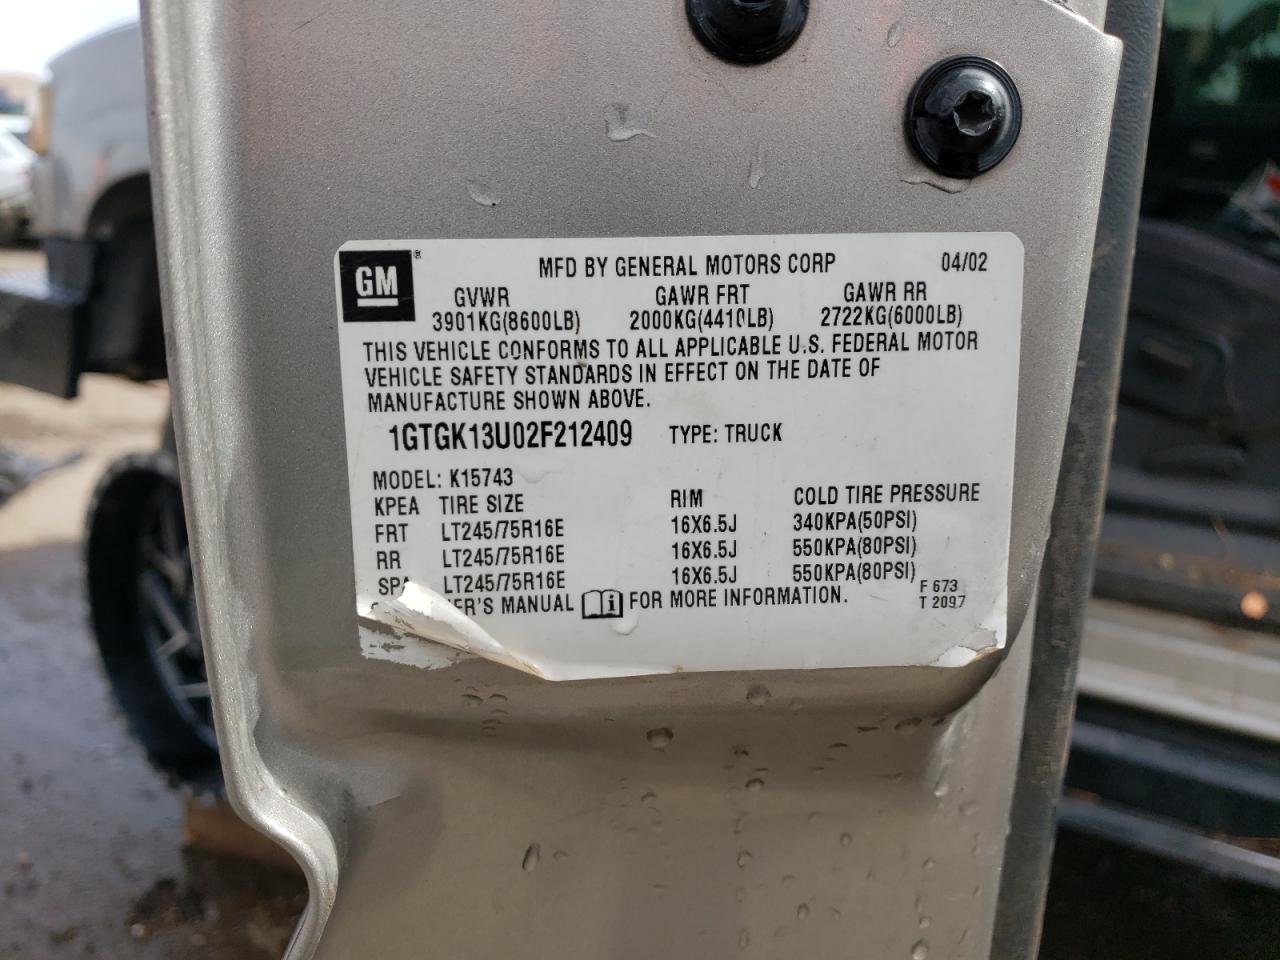 GM®
MFD BY GENERAL MOTORS CORP 04/02
GVWR GAWR FRT GAWR RR
3901KG(8600LB) 2000KG(4410LB) 2722KG(6000LB)
THIS VEHICLE CONFORMS TO ALL APPLICABLE U.S. FEDERAL MOTOR
VEHICLE SAFETY STANDARDS IN EFFECT ON THE DATE OF
MANUFACTURE SHOWN ABOVE.
1GTGK13U02F212409 TYPE: TRUCK
MODEL: K15743
KPEA TIRE SIZE RIM COLD TIRE PRESSURE
FRT LT245/75R16E 16X6.5J 340KPA(50PSI)
RR LT245/75R16E 16X6.5J 550KPA(80PSI)
SPA LT245/75R16E 16X6.5J 550KPA(80PSI)
ER'S MANUAL FOR MORE INFORMATION.
F 673
T 2097